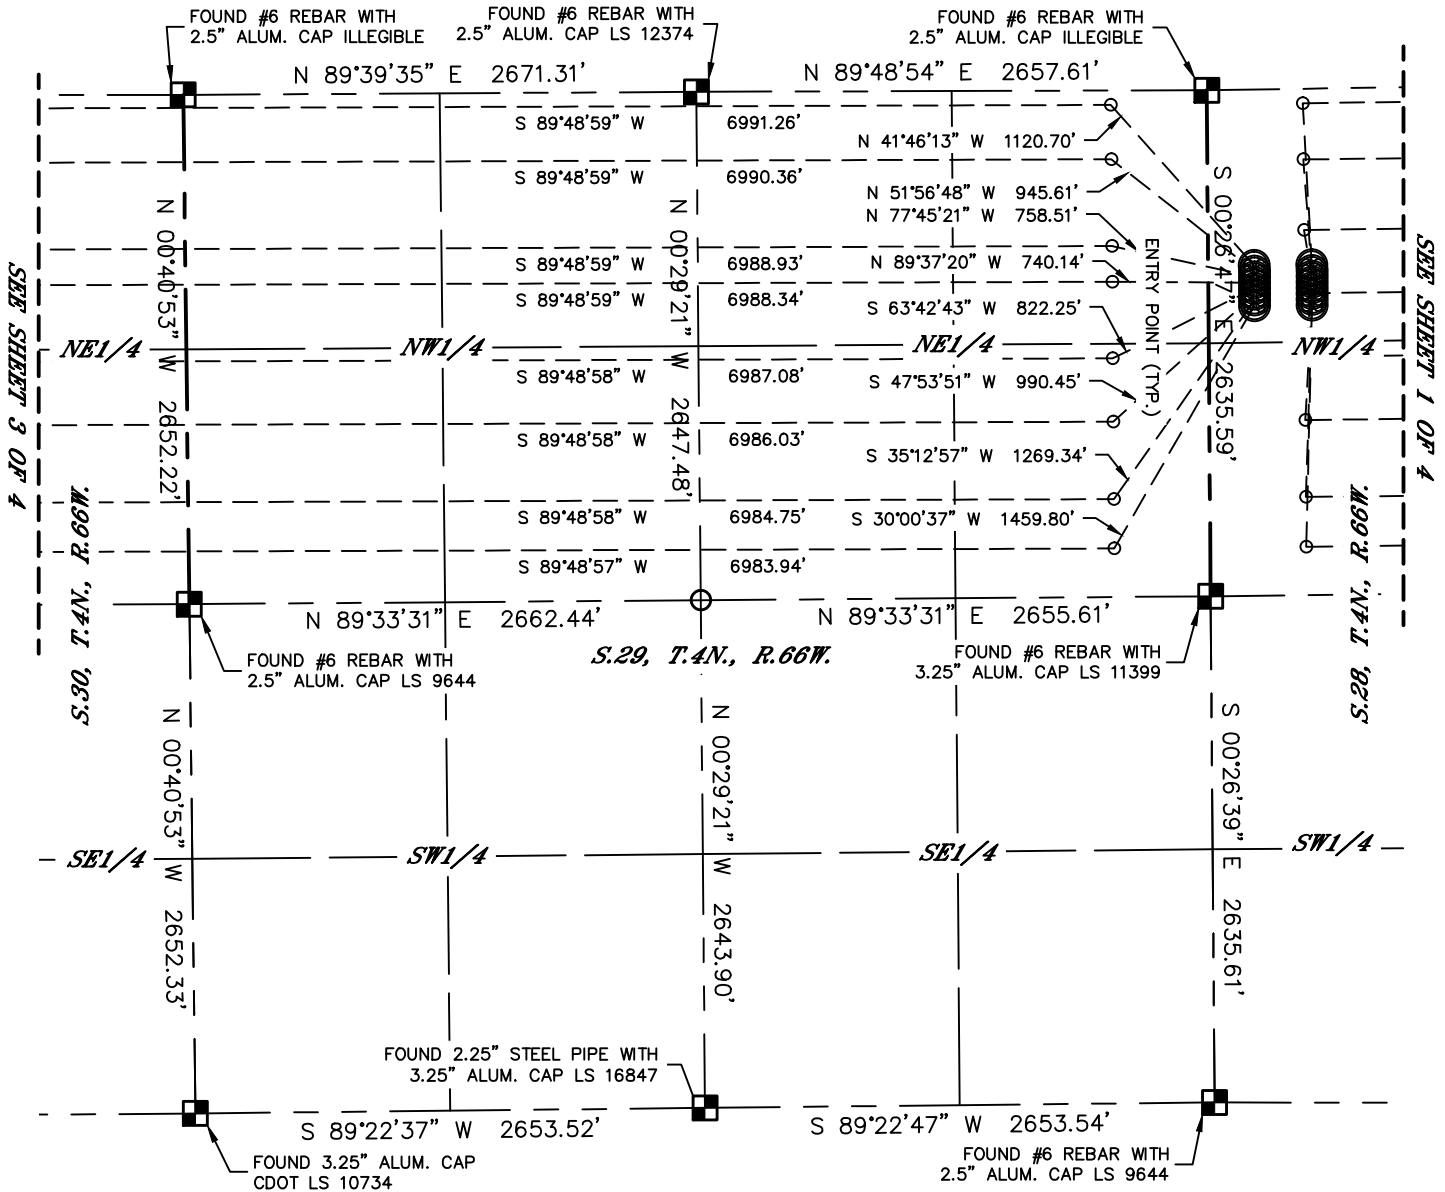 FOUND #6 REBAR WITH
2.5" ALUM. CAP ILLEGIBLE
FOUND #6 REBAR WITH
2.5" ALUM. CAP LS 12374
FOUND #6 REBAR WITH
2.5" ALUM. CAP ILLEGIBLE
N 89°39'35" E 2671.31'
N 89°48'54" E 2657.61'
S 89°48'59" W 6991.26'
N 41°46'13" W 1120.70'
S 89°48'59" W 6990.36'
N 51°56'48" W 945.61'
N 77°45'21" W 758.51'
S 89°48'59" W 6988.93'
N 89°37'20" W 740.14'
S 89°48'59" W 6988.34'
S 63°42'43" W 822.25'
NE1/4
NW1/4
NE1/4
NW1/4
S 89°48'58" W 6987.08'
S 47°53'51" W 990.45'
S 89°48'58" W 6986.03'
S 35°12'57" W 1269.34'
S 89°48'58" W 6984.75'
S 30°00'37" W 1459.80'
S 89°48'57" W 6983.94'
N 00°40'53" W 2652.22'
N 00°29'21" W 2647.48'
ENTRY POINT (TYP.)
S 00°26'47" E 2635.59'
SEE SHEET 3 OF 4
SEE SHEET 1 OF 4
S.30, T.4N., R.66W.
S.28, T.4N., R.66W.
N 89°33'31" E 2662.44'
N 89°33'31" E 2655.61'
S.29, T.4N., R.66W.
FOUND #6 REBAR WITH
2.5" ALUM. CAP LS 9644
FOUND #6 REBAR WITH
3.25" ALUM. CAP LS 11399
N 00°40'53" W 2652.33'
N 00°29'21" W 2643.90'
S 00°26'39" E 2635.61'
SE1/4
SW1/4
SE1/4
SW1/4
FOUND 2.25" STEEL PIPE WITH
3.25" ALUM. CAP LS 16847
S 89°22'37" W 2653.52'
S 89°22'47" W 2653.54'
FOUND 3.25" ALUM. CAP
CDOT LS 10734
FOUND #6 REBAR WITH
2.5" ALUM. CAP LS 9644